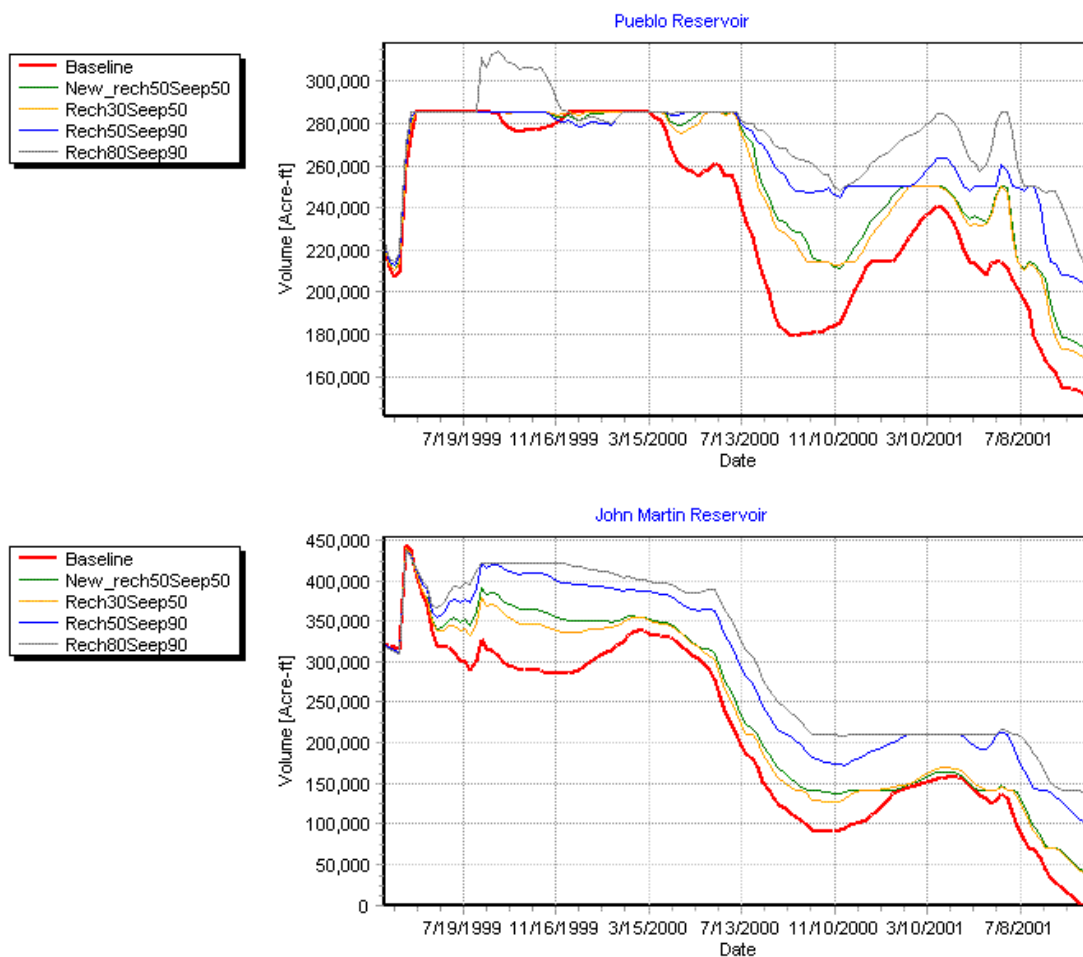 Pueblo Reservoir
Baseline
New_rech50Seep50
Rech30Seep50
Rech50Seep90
Rech80Seep90
Volume [Acre-ft]
300,000
280,000
260,000
240,000
220,000
200,000
180,000
160,000
7/19/1999 11/16/1999 3/15/2000 7/13/2000 11/10/2000 3/10/2001 7/8/2001
Date
John Martin Reservoir
Baseline
New_rech50Seep50
Rech30Seep50
Rech50Seep90
Rech80Seep90
Volume [Acre-ft]
450,000
400,000
350,000
300,000
250,000
200,000
150,000
100,000
50,000
0
7/19/1999 11/16/1999 3/15/2000 7/13/2000 11/10/2000 3/10/2001 7/8/2001
Date